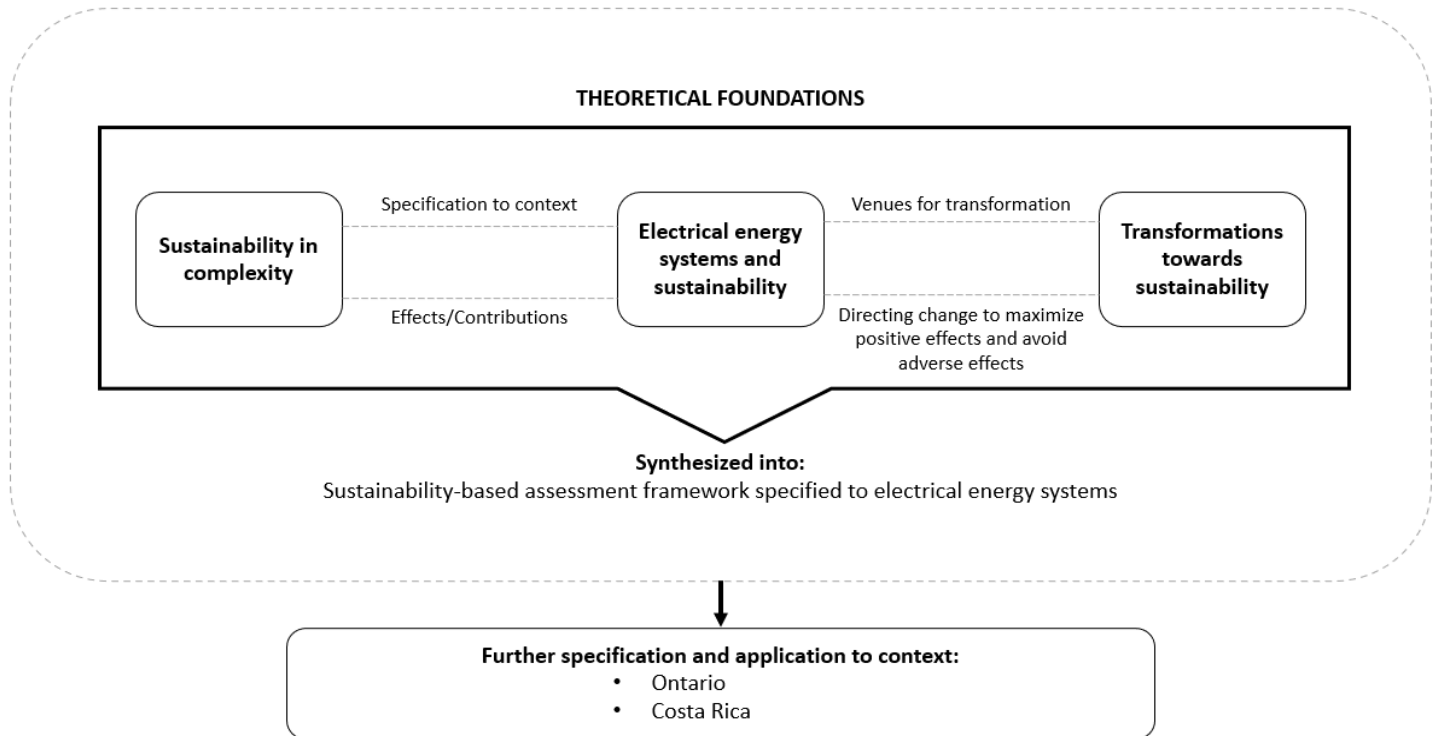 THEORETICAL FOUNDATIONS
Sustainability in
complexity
Specification to context
Effects/Contributions
Electrical energy
systems and
sustainability
Venues for transformation
Directing change to maximize
positive effects and avoid
adverse effects
Transformations
towards
sustainability
Synthesized into:
Sustainability-based assessment framework specified to electrical energy systems
Further specification and application to context:
• Ontario
• Costa Rica